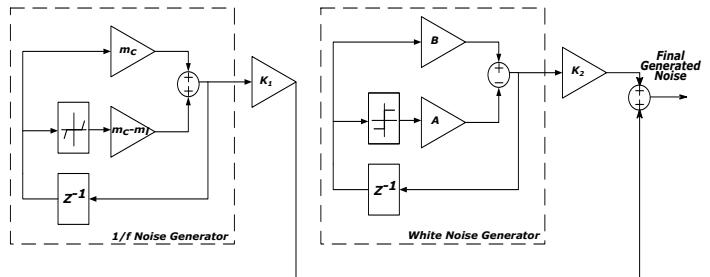 m_C
+
+
m_C-m_I
Z^-1
1/f Noise Generator
K_1
B
+
−
A
Z^-1
White Noise Generator
K_2
Final
Generated
Noise
+
+